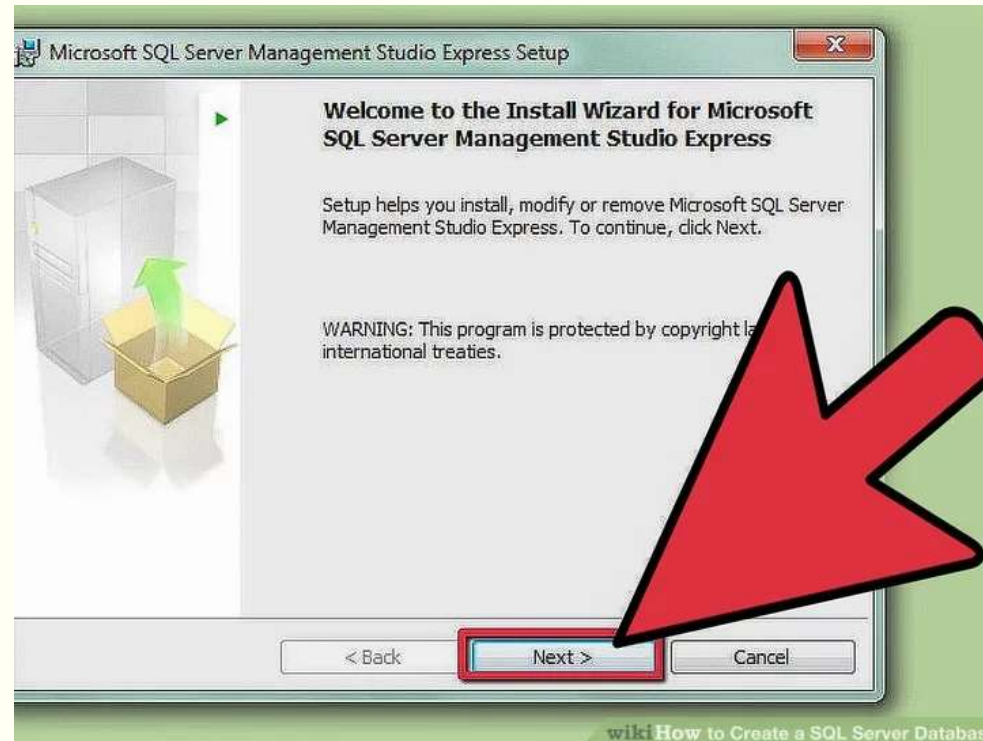 Microsoft SQL Server Management Studio Express Setup
X
Welcome to the Install Wizard for Microsoft
SQL Server Management Studio Express
Setup helps you install, modify or remove Microsoft SQL Server
Management Studio Express. To continue, click Next.
WARNING: This program is protected by copyright
international treaties.
< Back
Next >
Cancel
wikiHow to Create a SQL Server